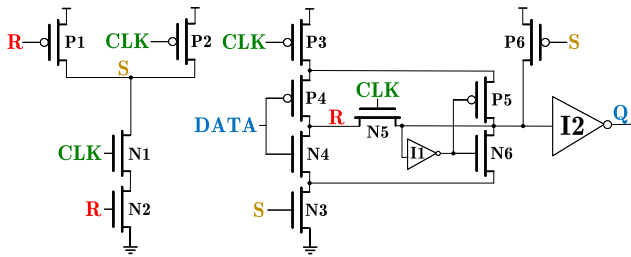 R P1 CLK P2 CLK P3 P6 S
S
P4 CLK P5
DATA R N5 I2 Q
CLK N1 N4 I1 N6
R N2 S N3